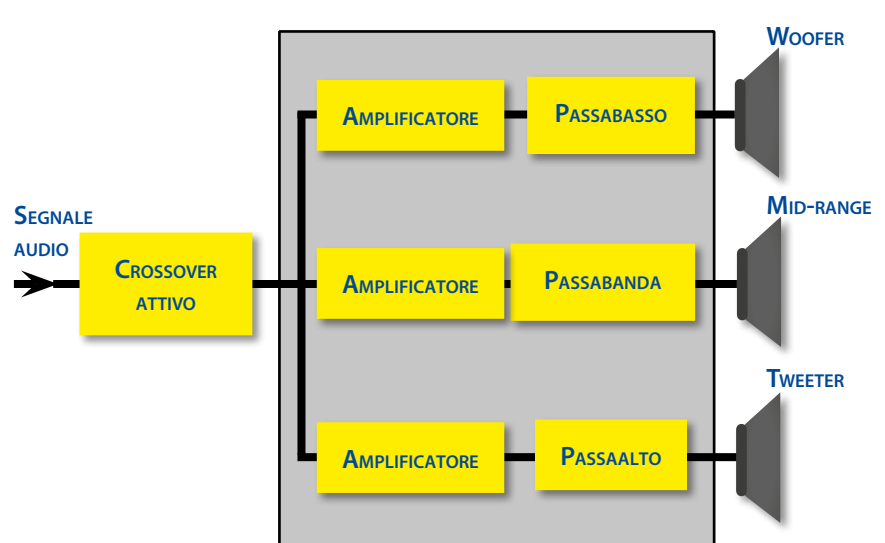 Woofer
Amplificatore
Passabasso
Segnale
audio
Crossover
attivo
Amplificatore
Passabanda
Mid-range
Amplificatore
Passaalto
Tweeter